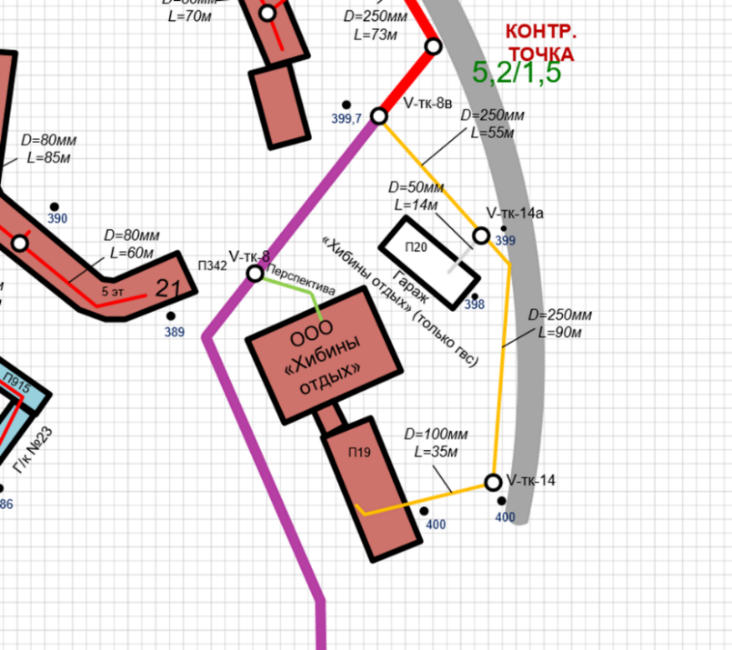 L=70м
D=250мм
L=73м
КОНТР.
ТОЧКА
5,2/1,5
399,7
V-тк-8в
D=250мм
L=55м
D=80мм
L=85м
390
D=80мм
L=60м
5 эт
21
389
П342
V-тк-8
Перспектива
D=50мм
L=14м
V-тк-14а
399
П20
Гараж
«Хибины отдых» (только гвс)
398
D=250мм
L=90м
ООО
«Хибины
отдых»
П19
D=100мм
L=35м
V-тк-14
400
400
П915
Г/к №23
86